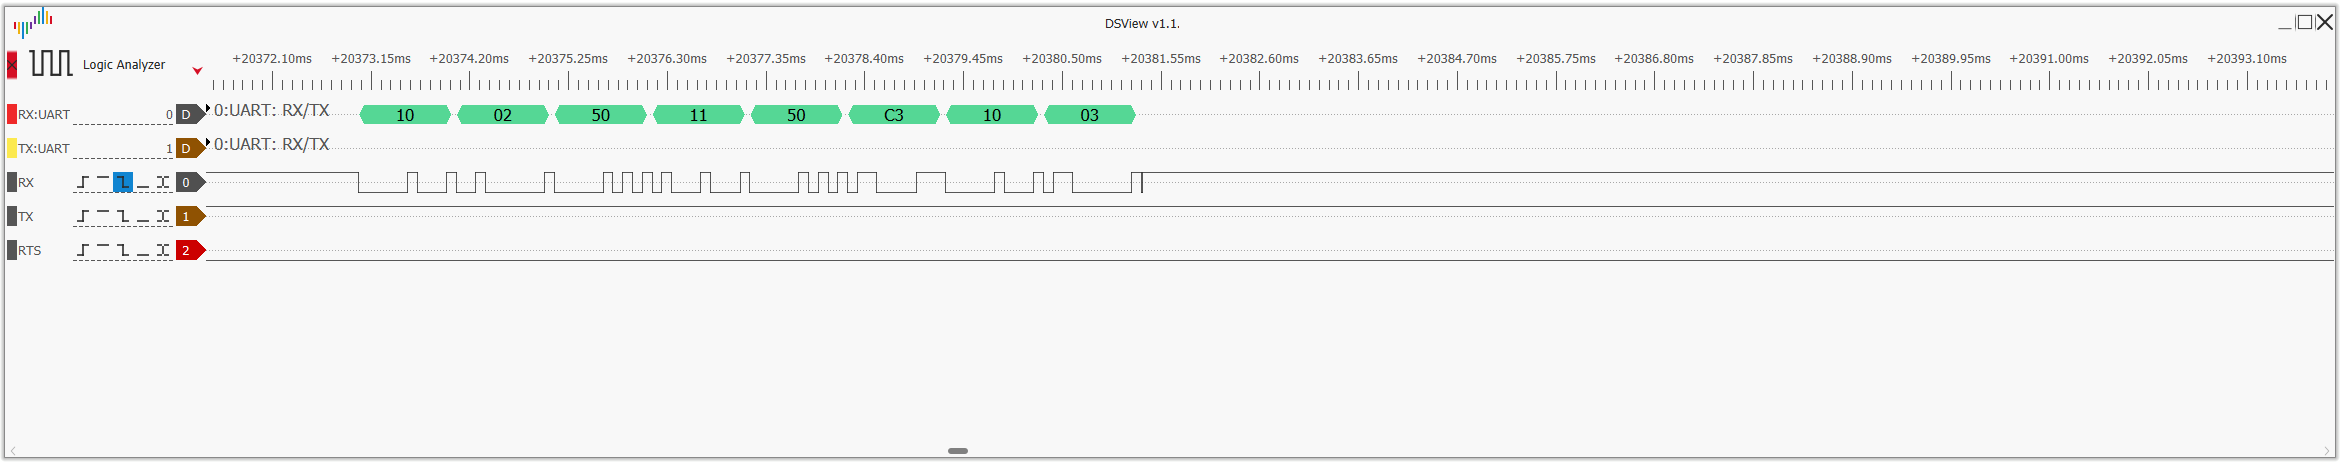 DSView v1.1.
Logic Analyzer
+20372.10ms +20373.15ms +20374.20ms +20375.25ms +20376.30ms +20377.35ms +20378.40ms +20379.45ms +20380.50ms +20381.55ms +20382.60ms +20383.65ms +20384.70ms +20385.75ms +20386.80ms +20387.85ms +20388.90ms +20389.95ms +20391.00ms +20392.05ms +20393.10ms
RX:UART 0 D 0:UART: RX/TX 10 02 50 11 50 C3 10 03
TX:UART 1 D 0:UART: RX/TX
RX 0
TX 1
RTS 2